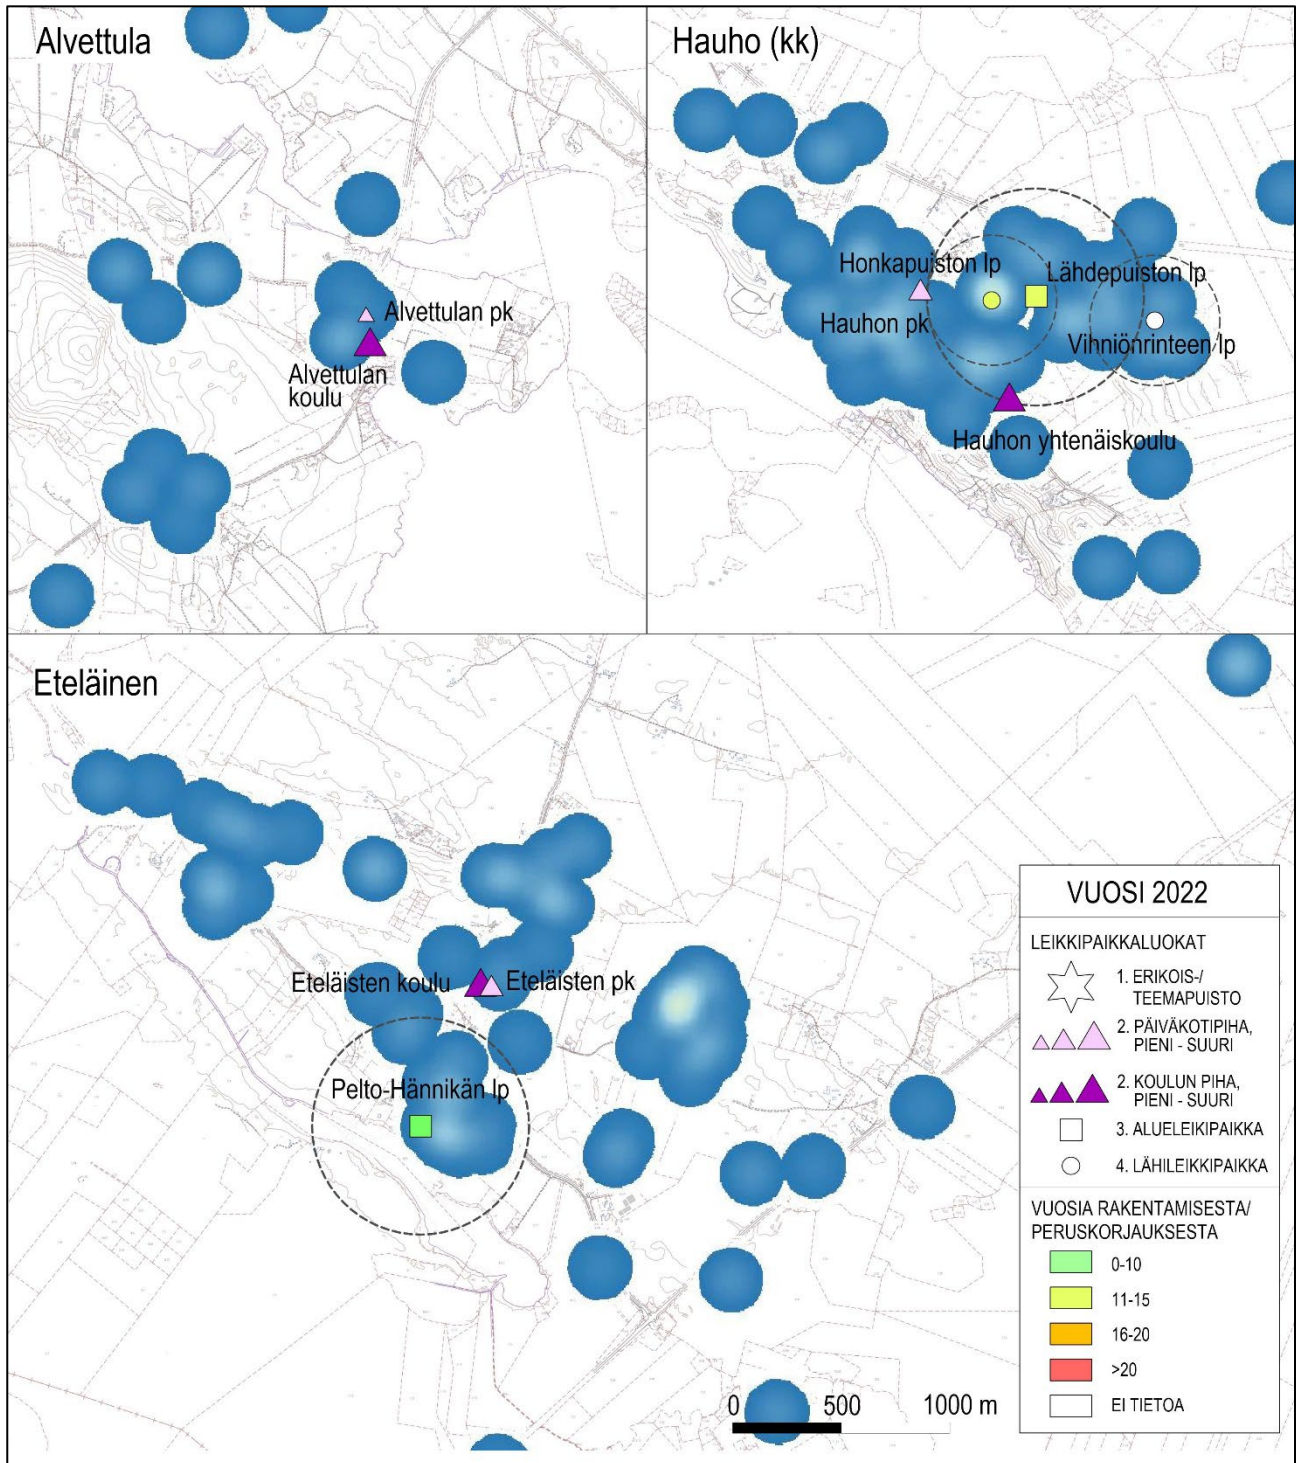 Alvettula
Alvettulan pk
Alvettulan
koulu
Hauho (kk)
Honkapuiston lp
Lähdepuiston lp
Hauhon pk
Vihniönrinteen lp
Hauhon yhtenäiskoulu
Eteläinen
Eteläisten koulu
Eteläisten pk
Pelto-Hännikän lp
0 500 1000 m
VUOSI 2022
LEIKKIPAIKKALUOKAT
1. ERIKOIS-/
TEEMAPUISTO
2. PÄIVÄKOTIPIHA,
PIENI - SUURI
2. KOULUN PIHA,
PIENI - SUURI
3. ALUELEIKIPAIKKA
4. LÄHILEIKKIPAIKKA
VUOSIA RAKENTAMISESTA/
PERUSKORJAUKSESTA
0-10
11-15
16-20
>20
EI TIETOA